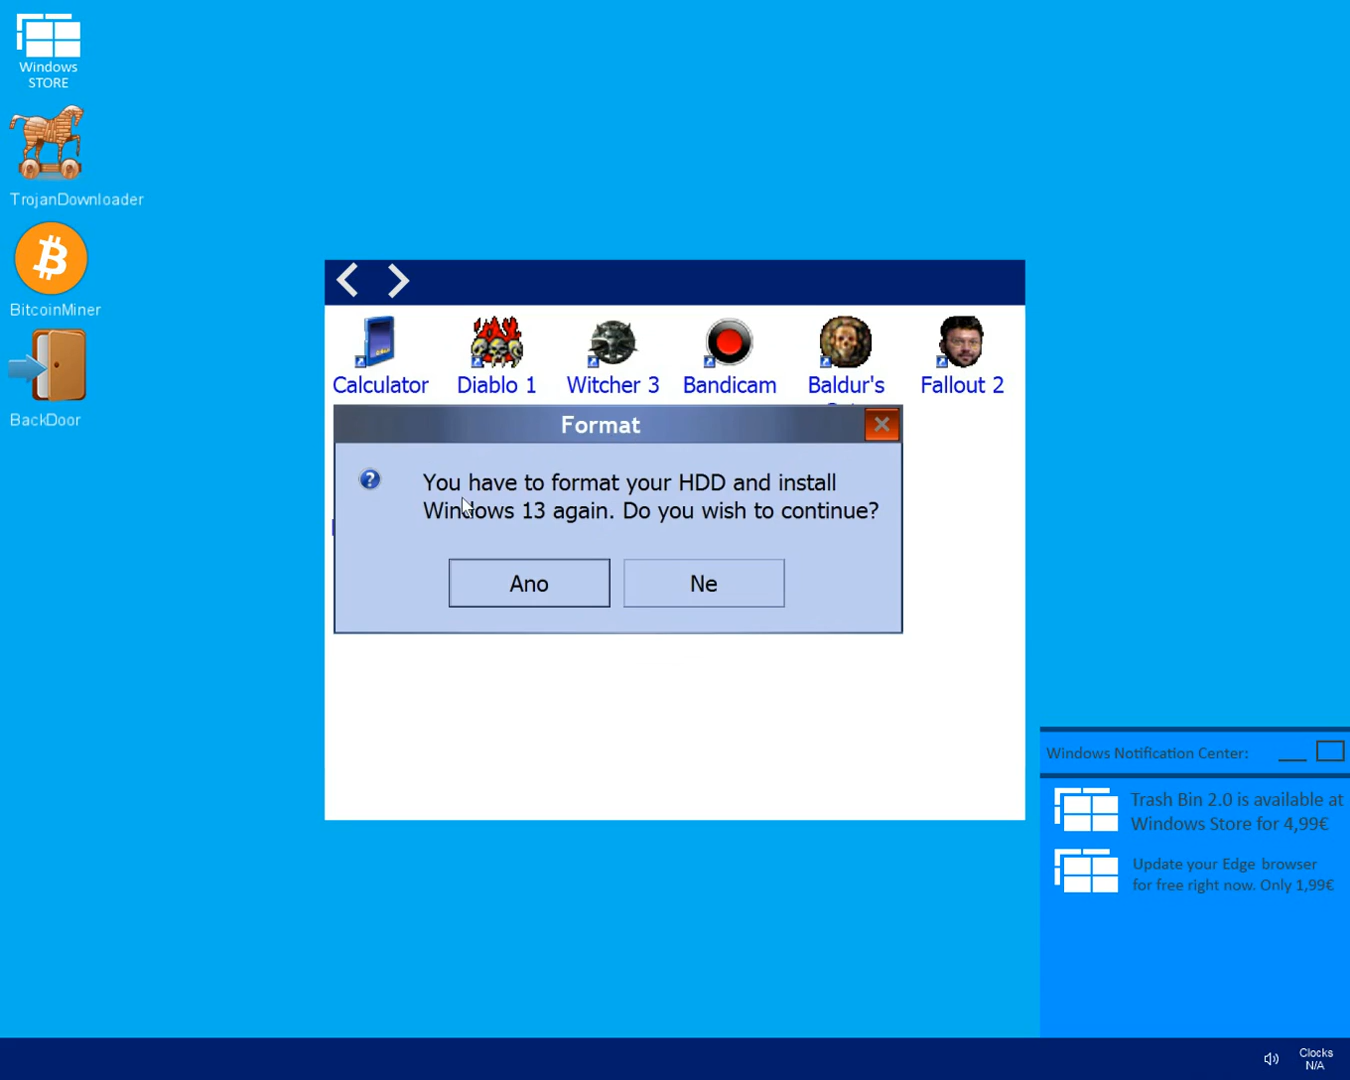 Windows
STORE
TrojanDownloader
BitcoinMiner
BackDoor
Calculator
Diablo 1
Witcher 3
Bandicam
Baldur's
Fallout 2
Format
You have to format your HDD and install
Windows 13 again. Do you wish to continue?
Ano
Ne
Windows Notification Center:
Trash Bin 2.0 is available at
Windows Store for 4,99€
Update your Edge browser
for free right now. Only 1,99€
Clocks
N/A